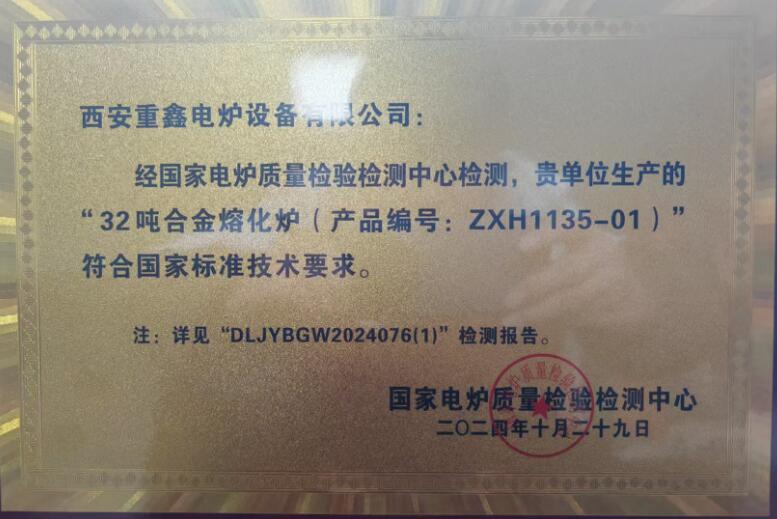 西安重鑫电炉设备有限公司：
经国家电炉质量检验检测中心检测，贵单位生产的
“32吨合金熔化炉（产品编号：ZXH1135-01）”
符合国家标准技术要求。
注：详见“DLJYBGW2024076(1)”检测报告。
国家电炉质量检验检测中心
二〇二四年十月二十九日